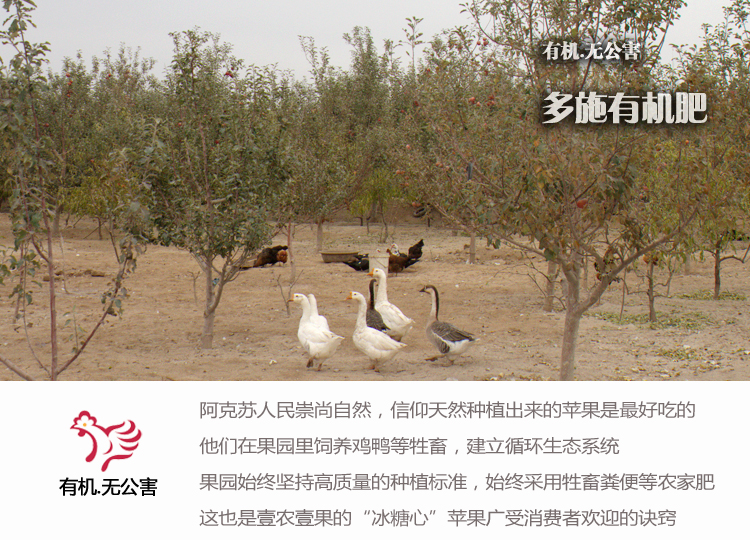 有机.无公害
多施有机肥
阿克苏人民崇尚自然，信仰天然种植出来的苹果是最好吃的
他们在果园里饲养鸡鸭等牲畜，建立循环生态系统
果园始终坚持高质量的种植标准，始终采用牲畜粪便等农家肥
这也是壹农壹果的“冰糖心”苹果广受消费者欢迎的诀窍
有机.无公害